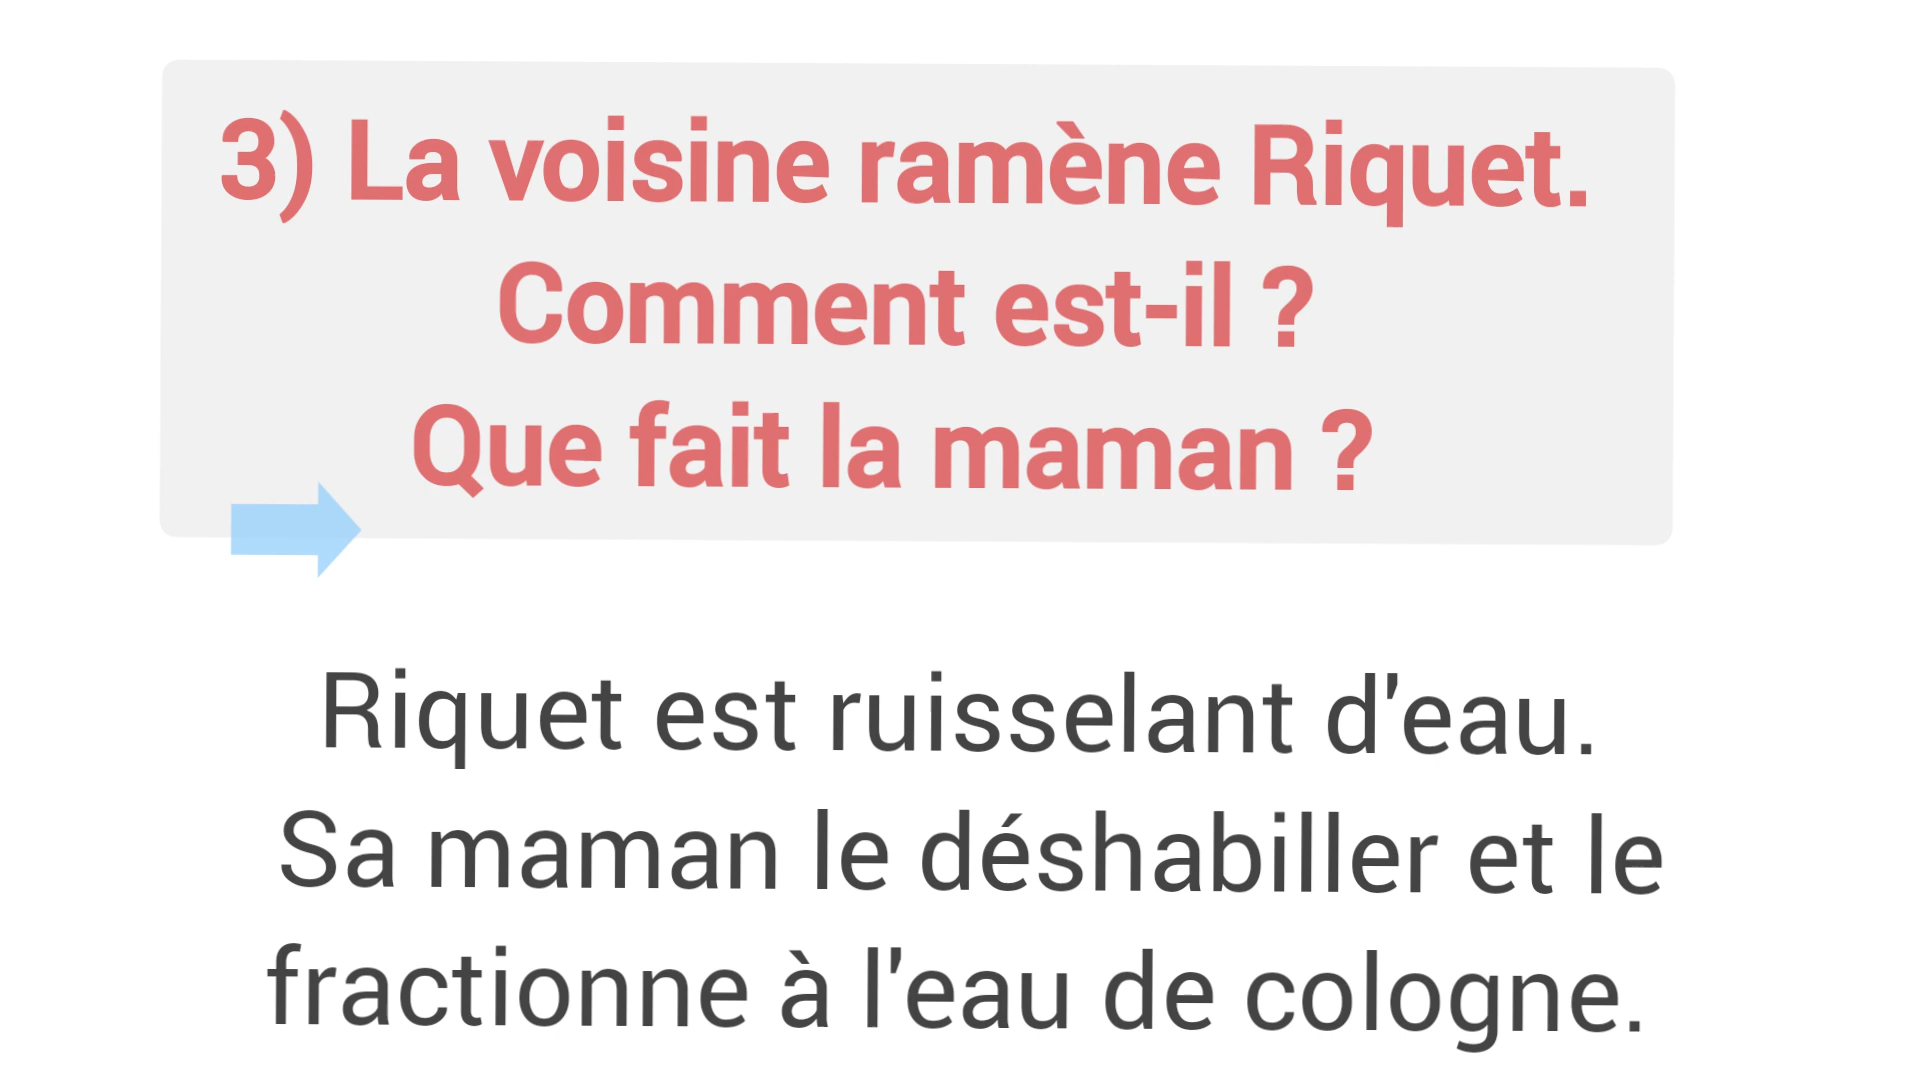 3) La voisine ramène Riquet.
Comment est-il ?
Que fait la maman ?
Riquet est ruisselant d'eau.
Sa maman le déshabiller et le
fractionne à l'eau de cologne.